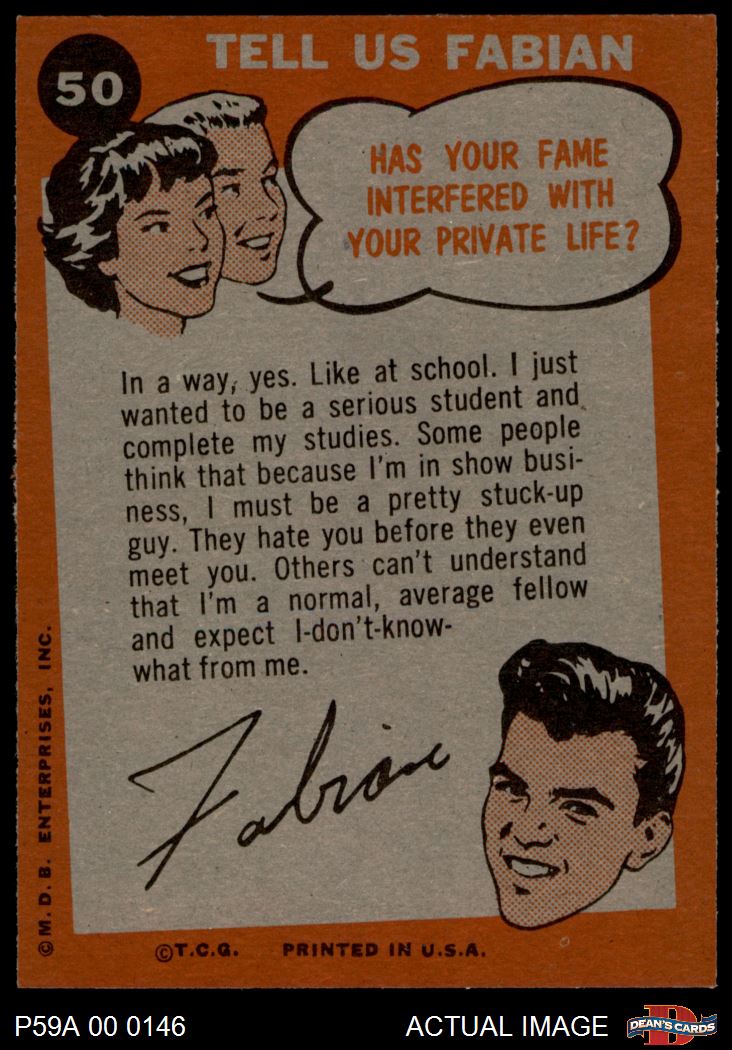 50
TELL US FABIAN
HAS YOUR FAME
INTERFERED WITH
YOUR PRIVATE LIFE?
In a way, yes. Like at school. I just
wanted to be a serious student and
complete my studies. Some people
think that because I'm in show busi-
ness, I must be a pretty stuck-up
guy. They hate you before they even
meet you. Others can't understand
that I'm a normal, average fellow
and expect I-don't-know-
what from me.
Fabian
©M.D.B. ENTERPRISES, INC.
©T.C.G. PRINTED IN U.S.A.
P59A 00 0146
ACTUAL IMAGE
D
DEAN'S CARDS